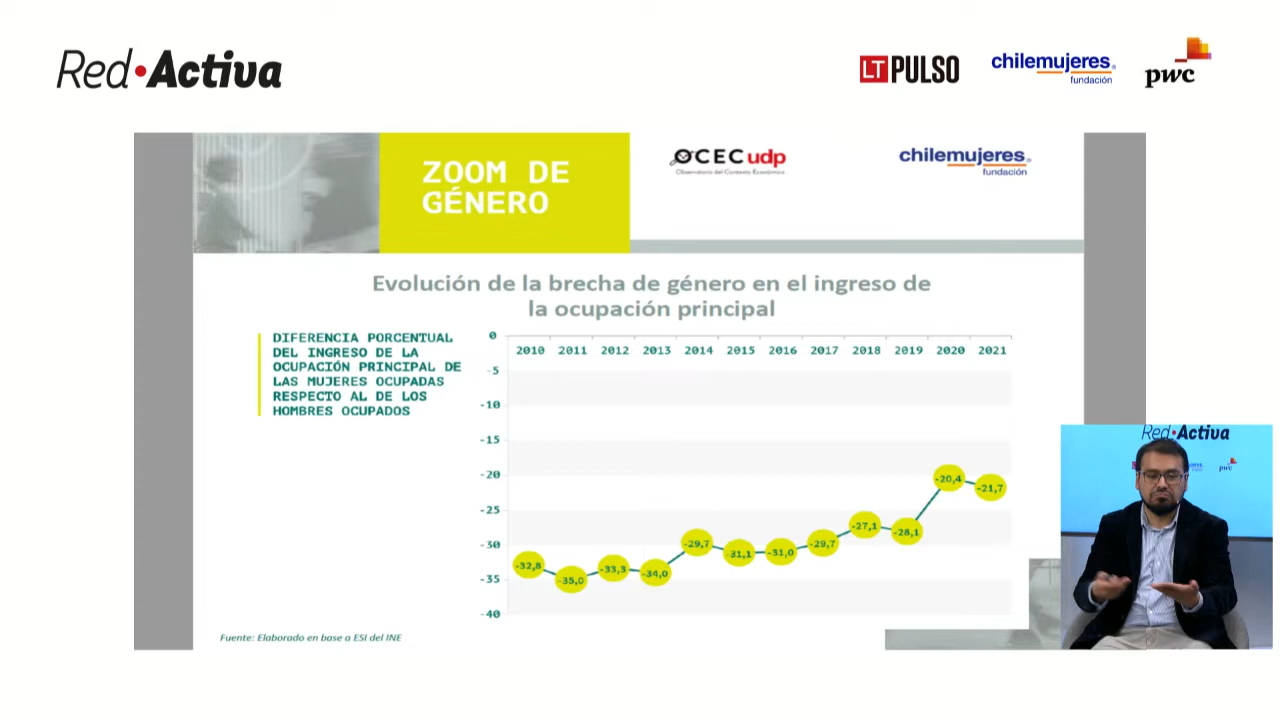 Red•Activa
LT PULSO
chilemujeres
fundación
pwc
ZOOM DE
GÉNERO
OCEC udp
Observatorio del Contexto Económico
chilemujeres
fundación
Evolución de la brecha de género en el ingreso de
la ocupación principal
DIFERENCIA PORCENTUAL
DEL INGRESO DE LA
OCUPACIÓN PRINCIPAL DE
LAS MUJERES OCUPADAS
RESPECTO AL DE LOS
HOMBRES OCUPADOS
0
2010 2011 2012 2013 2014 2015 2016 2017 2018 2019 2020 2021
-5
-10
-15
-20
-25
-30
-35
-40
-32,8 -35,0 -33,3 -34,0 -29,7 -31,1 -31,0 -29,7 -27,1 -28,1 -20,4 -21,7
Fuente: Elaborado en base a ESI del INE
Red•Activa
pwc